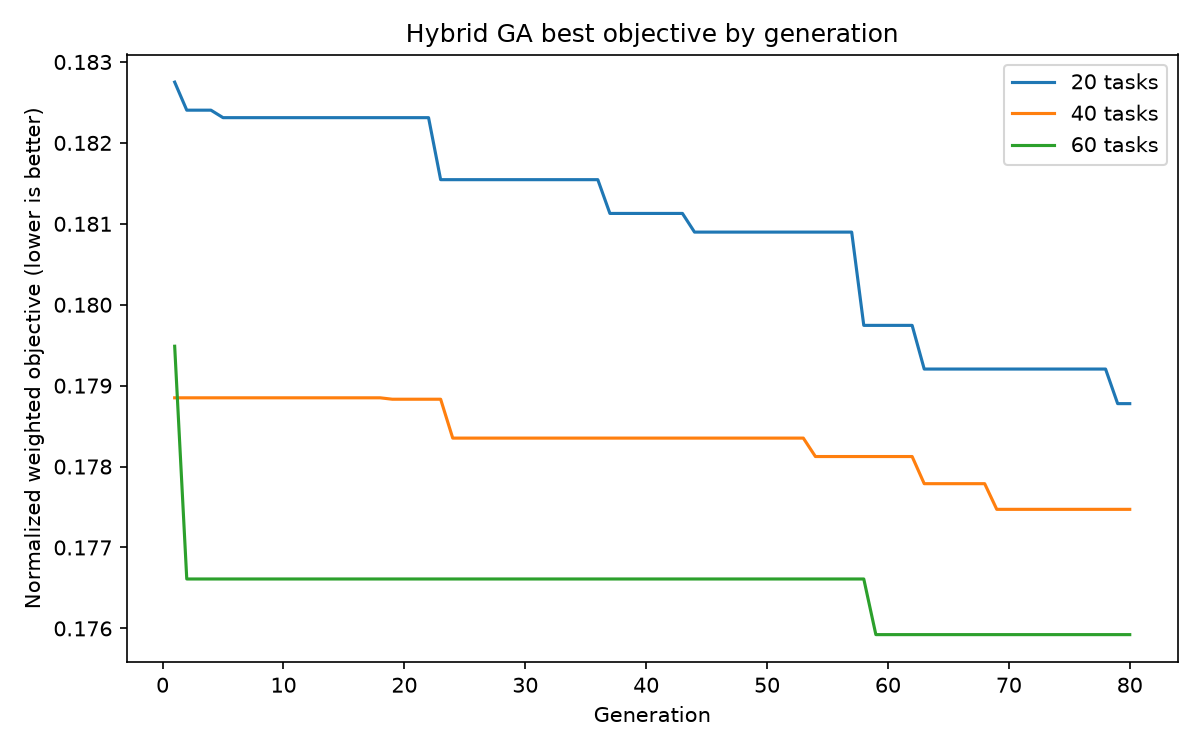 Hybrid GA best objective by generation
Normalized weighted objective (lower is better)
0.183
0.182
0.181
0.180
0.179
0.178
0.177
0.176
20 tasks
40 tasks
60 tasks
0 10 20 30 40 50 60 70 80
Generation